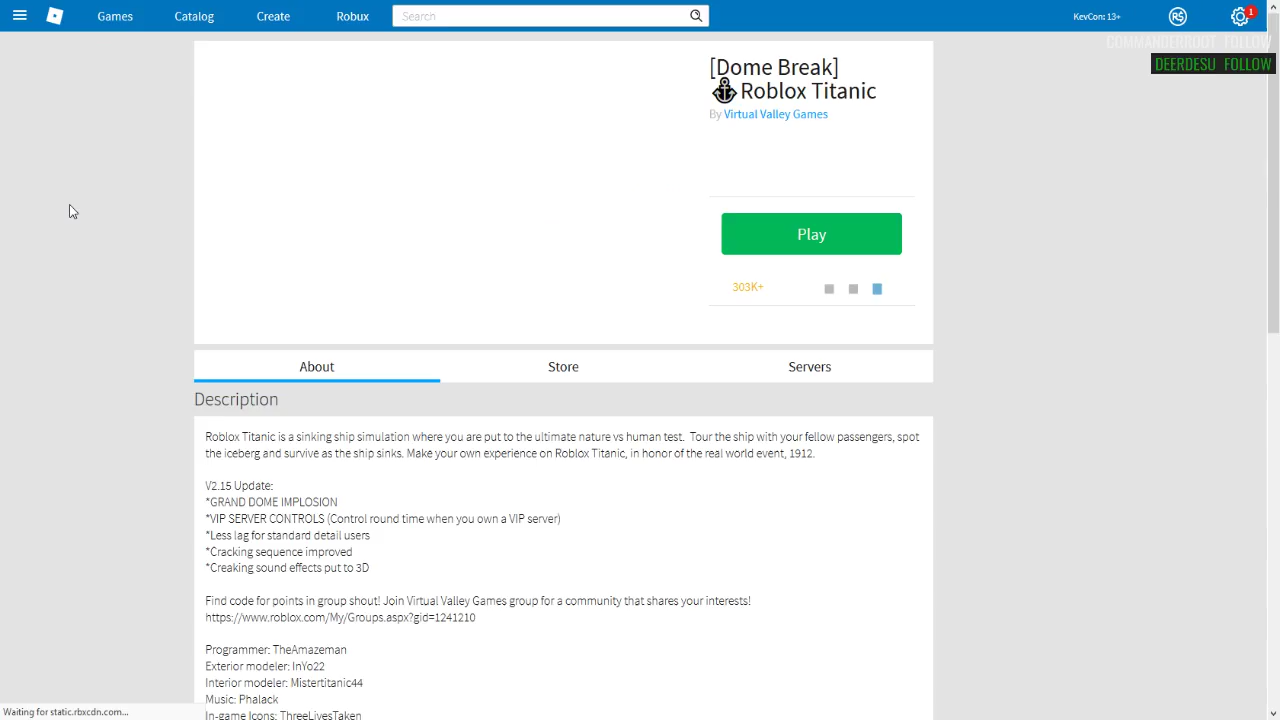 Games Catalog Create Robux Search KevCon: 13+ 1
COMMANDERROOT FOLLOW
DEERDESU FOLLOW
[Dome Break]
Roblox Titanic
By Virtual Valley Games
Play
303K+
About Store Servers
Description
Roblox Titanic is a sinking ship simulation where you are put to the ultimate nature vs human test. Tour the ship with your fellow passengers, spot
the iceberg and survive as the ship sinks. Make your own experience on Roblox Titanic, in honor of the real world event, 1912.
V2.15 Update:
*GRAND DOME IMPLOSION
*VIP SERVER CONTROLS (Control round time when you own a VIP server)
*Less lag for standard detail users
*Cracking sequence improved
*Creaking sound effects put to 3D
Find code for points in group shout! Join Virtual Valley Games group for a community that shares your interests!
https://www.roblox.com/My/Groups.aspx?gid=1241210
Programmer: TheAmazeman
Exterior modeler: InYo22
Interior modeler: Mistertitanic44
Music: Phalack
In-game Icons: ThreeLivesTaken
Waiting for static.rbxcdn.com...